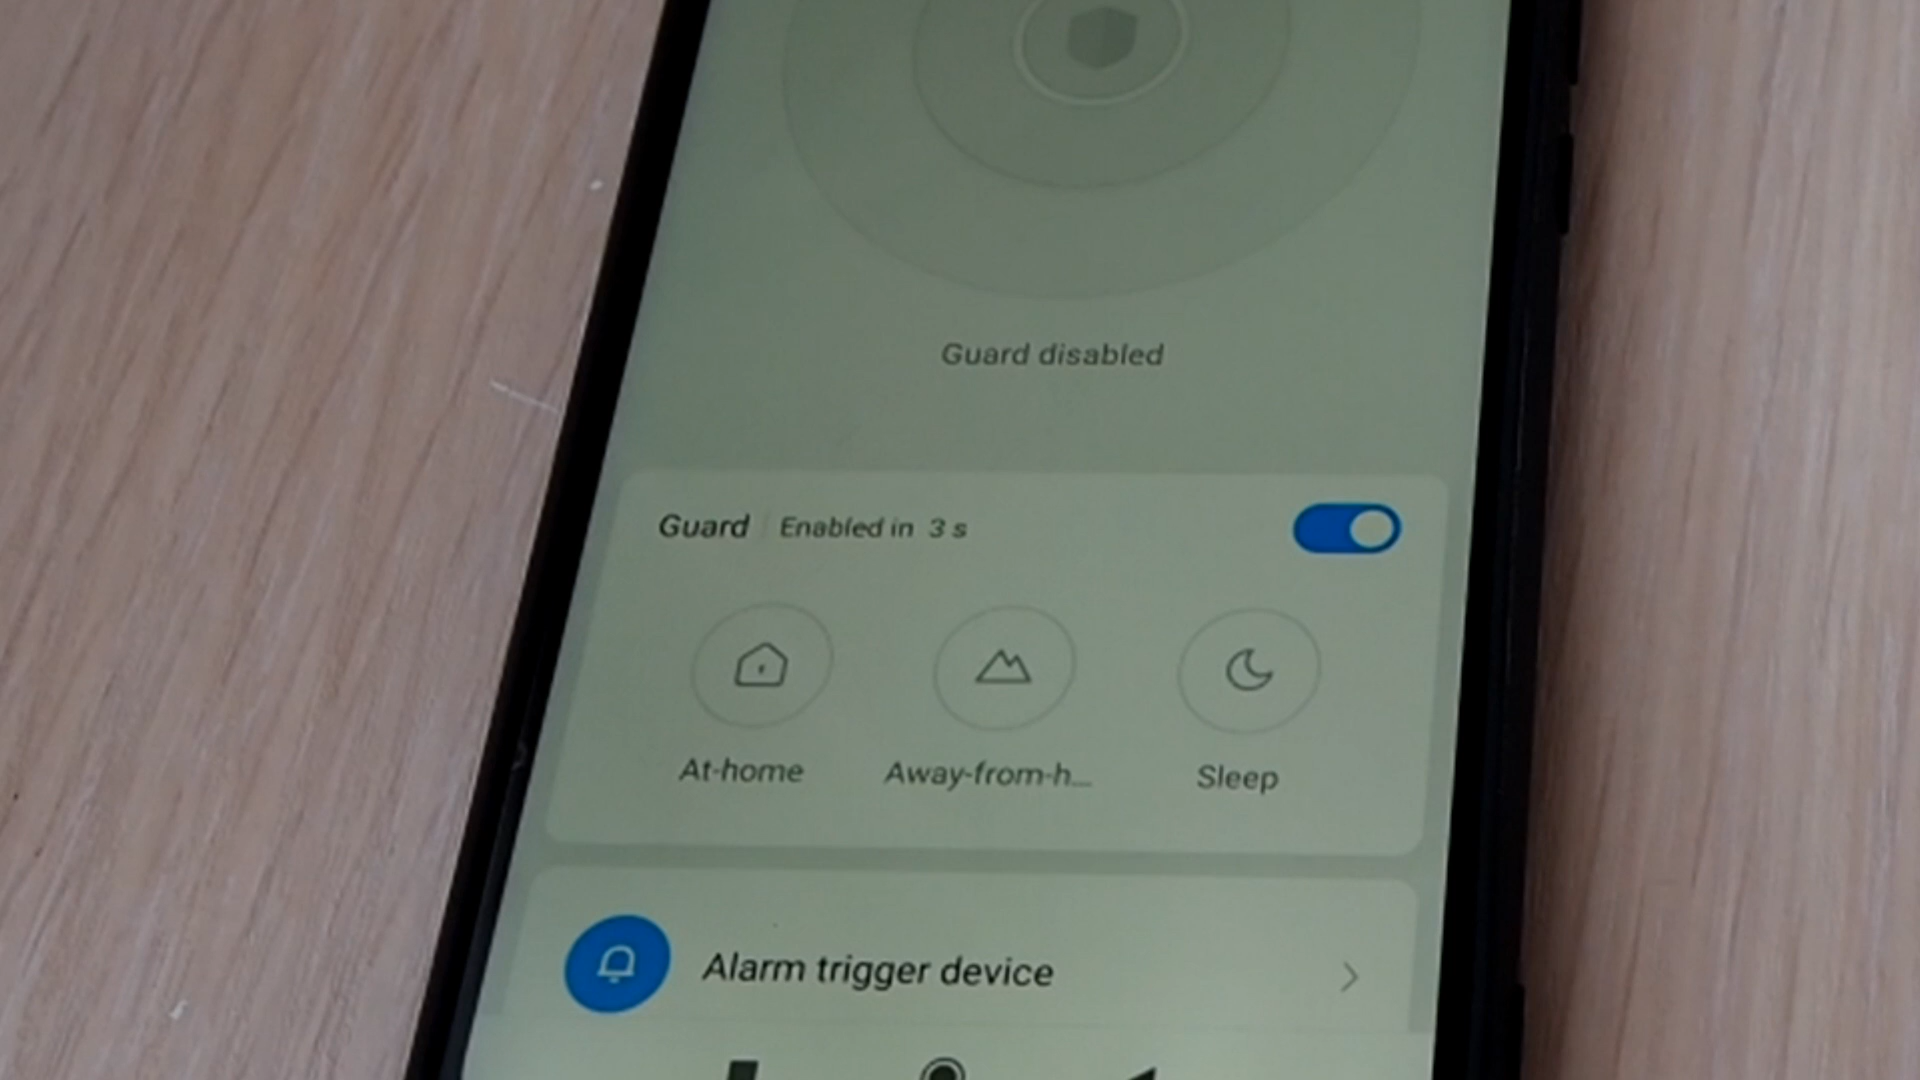 Guard disabled
Guard Enabled in 3 s
At-home Away-from-h... Sleep
Alarm trigger device